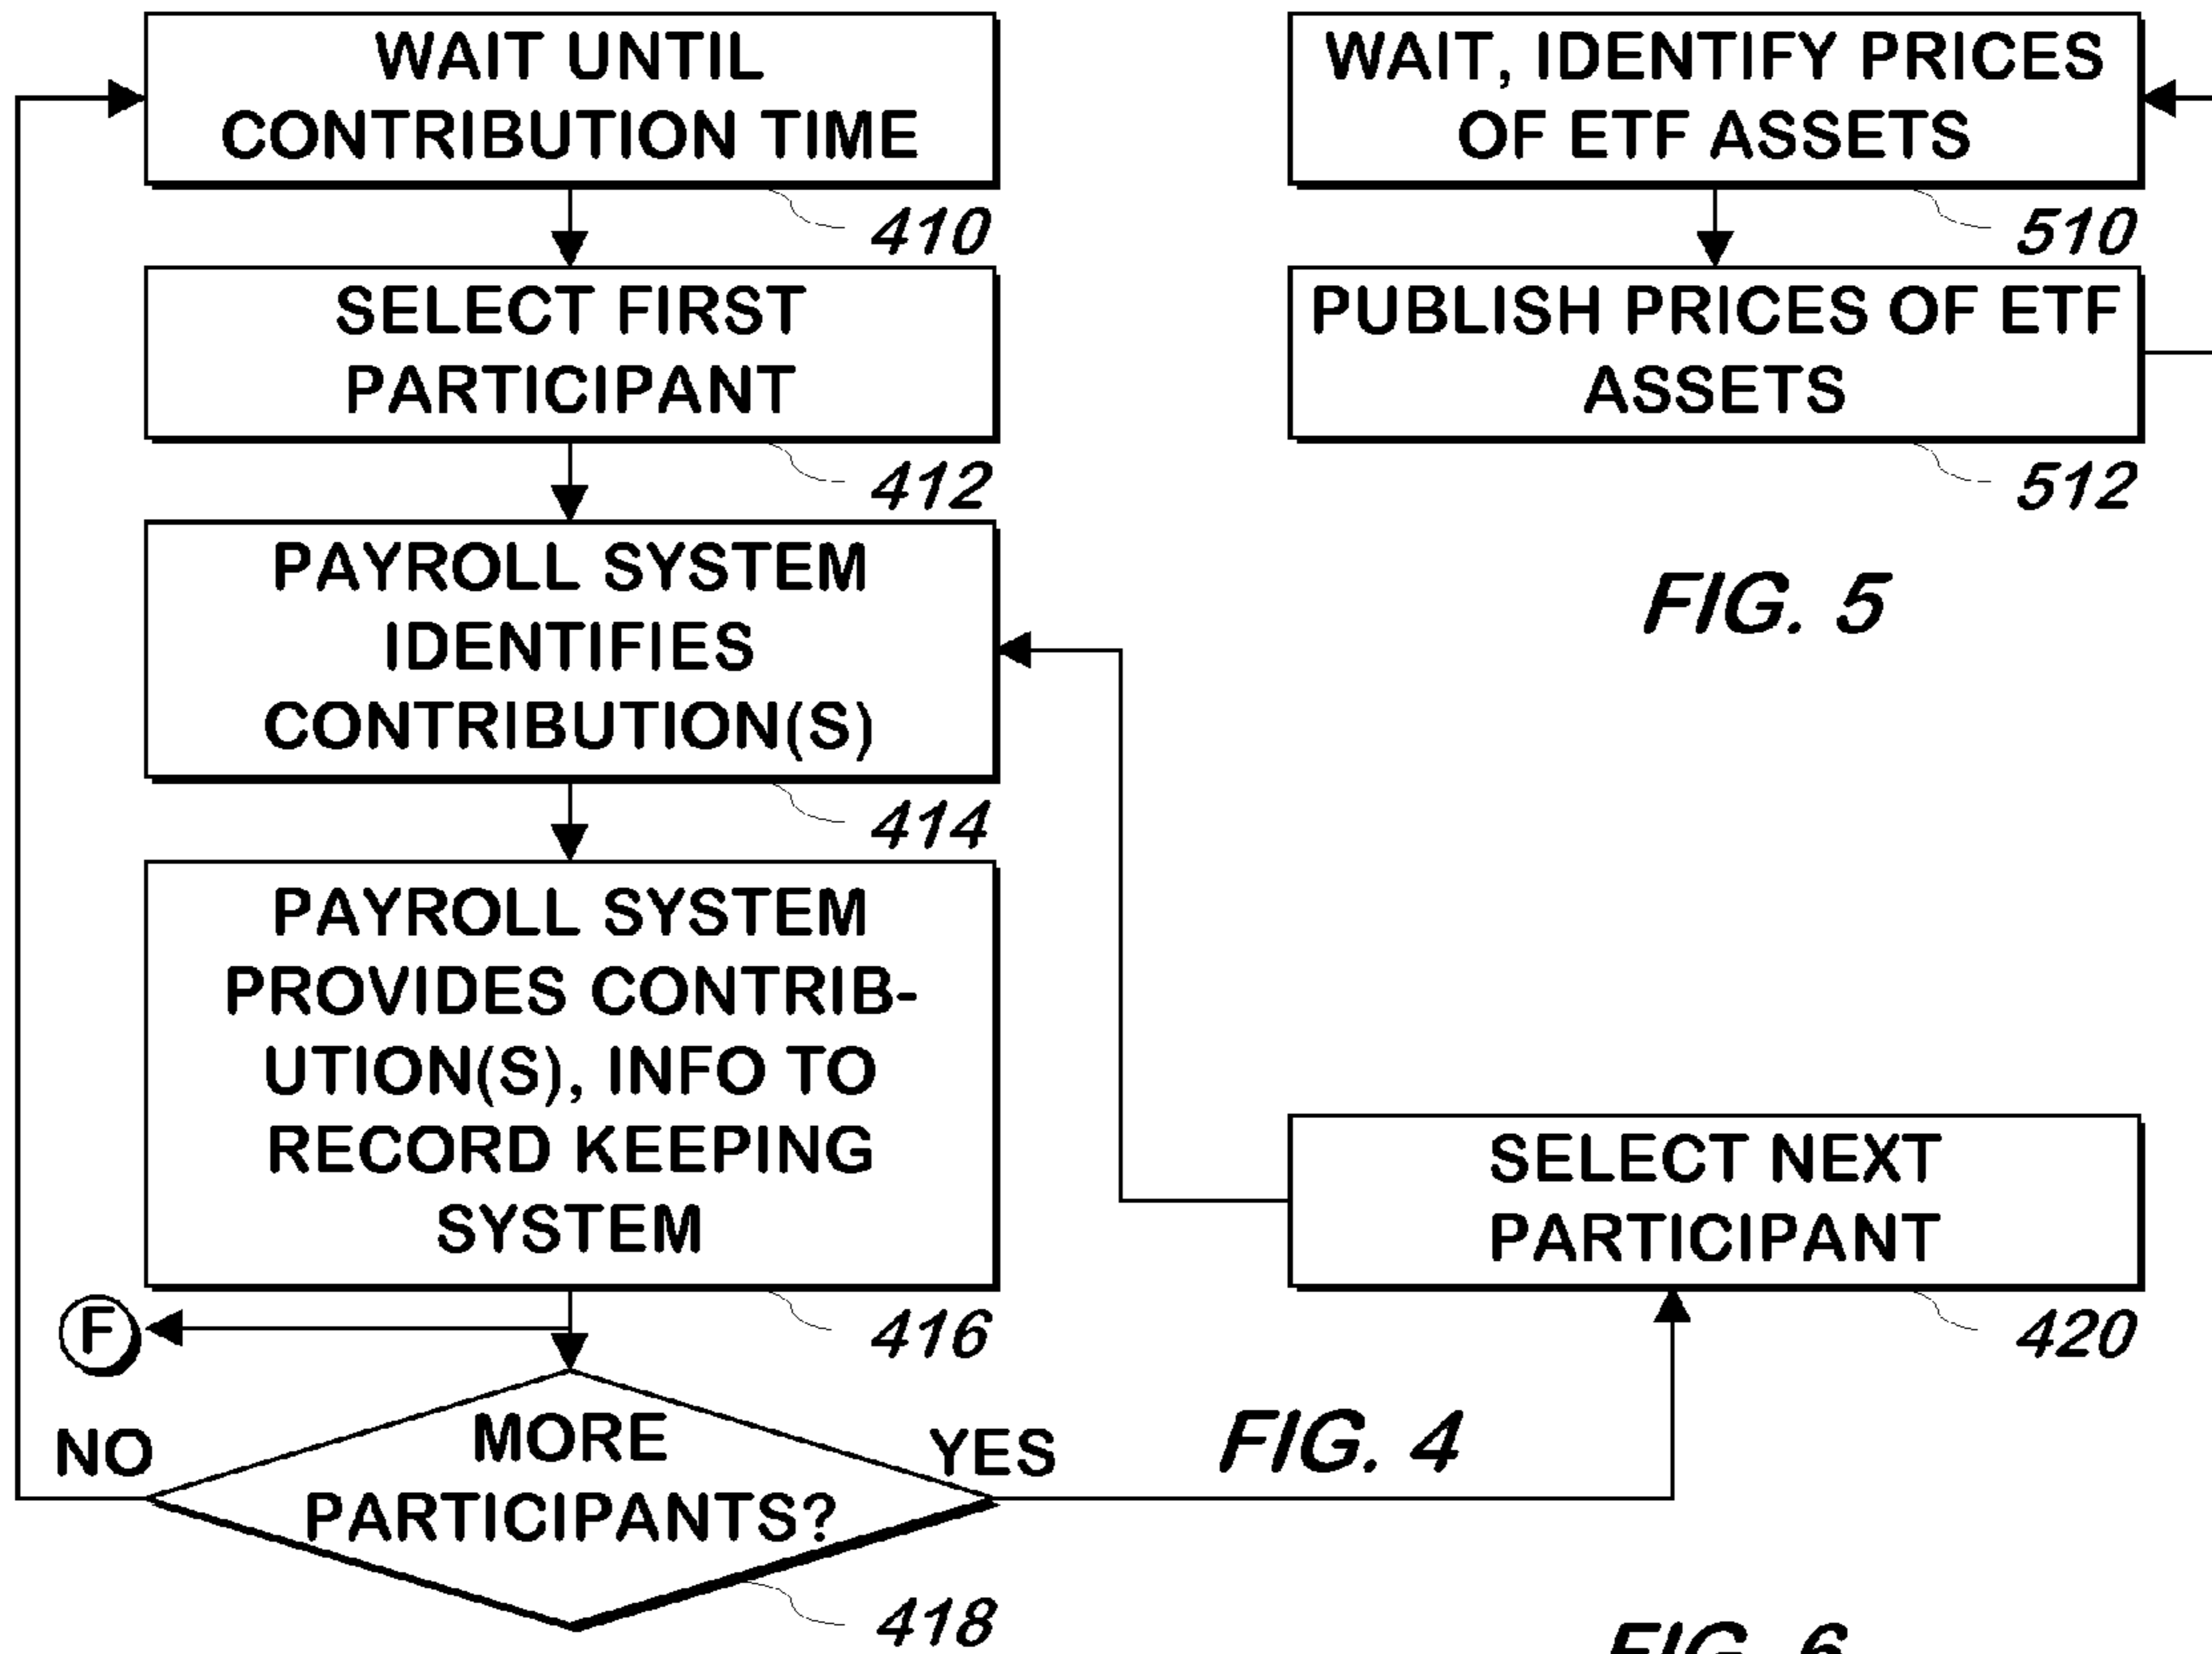 WAIT UNTIL
CONTRIBUTION TIME
410
SELECT FIRST
PARTICIPANT
412
PAYROLL SYSTEM
IDENTIFIES
CONTRIBUTION(S)
414
PAYROLL SYSTEM
PROVIDES CONTRIB-
UTION(S), INFO TO
RECORD KEEPING
SYSTEM
416
F
MORE
PARTICIPANTS?
NO
YES
418
SELECT NEXT
PARTICIPANT
420
FIG. 4
WAIT, IDENTIFY PRICES
OF ETF ASSETS
510
PUBLISH PRICES OF ETF
ASSETS
512
FIG. 5
FIG. 6